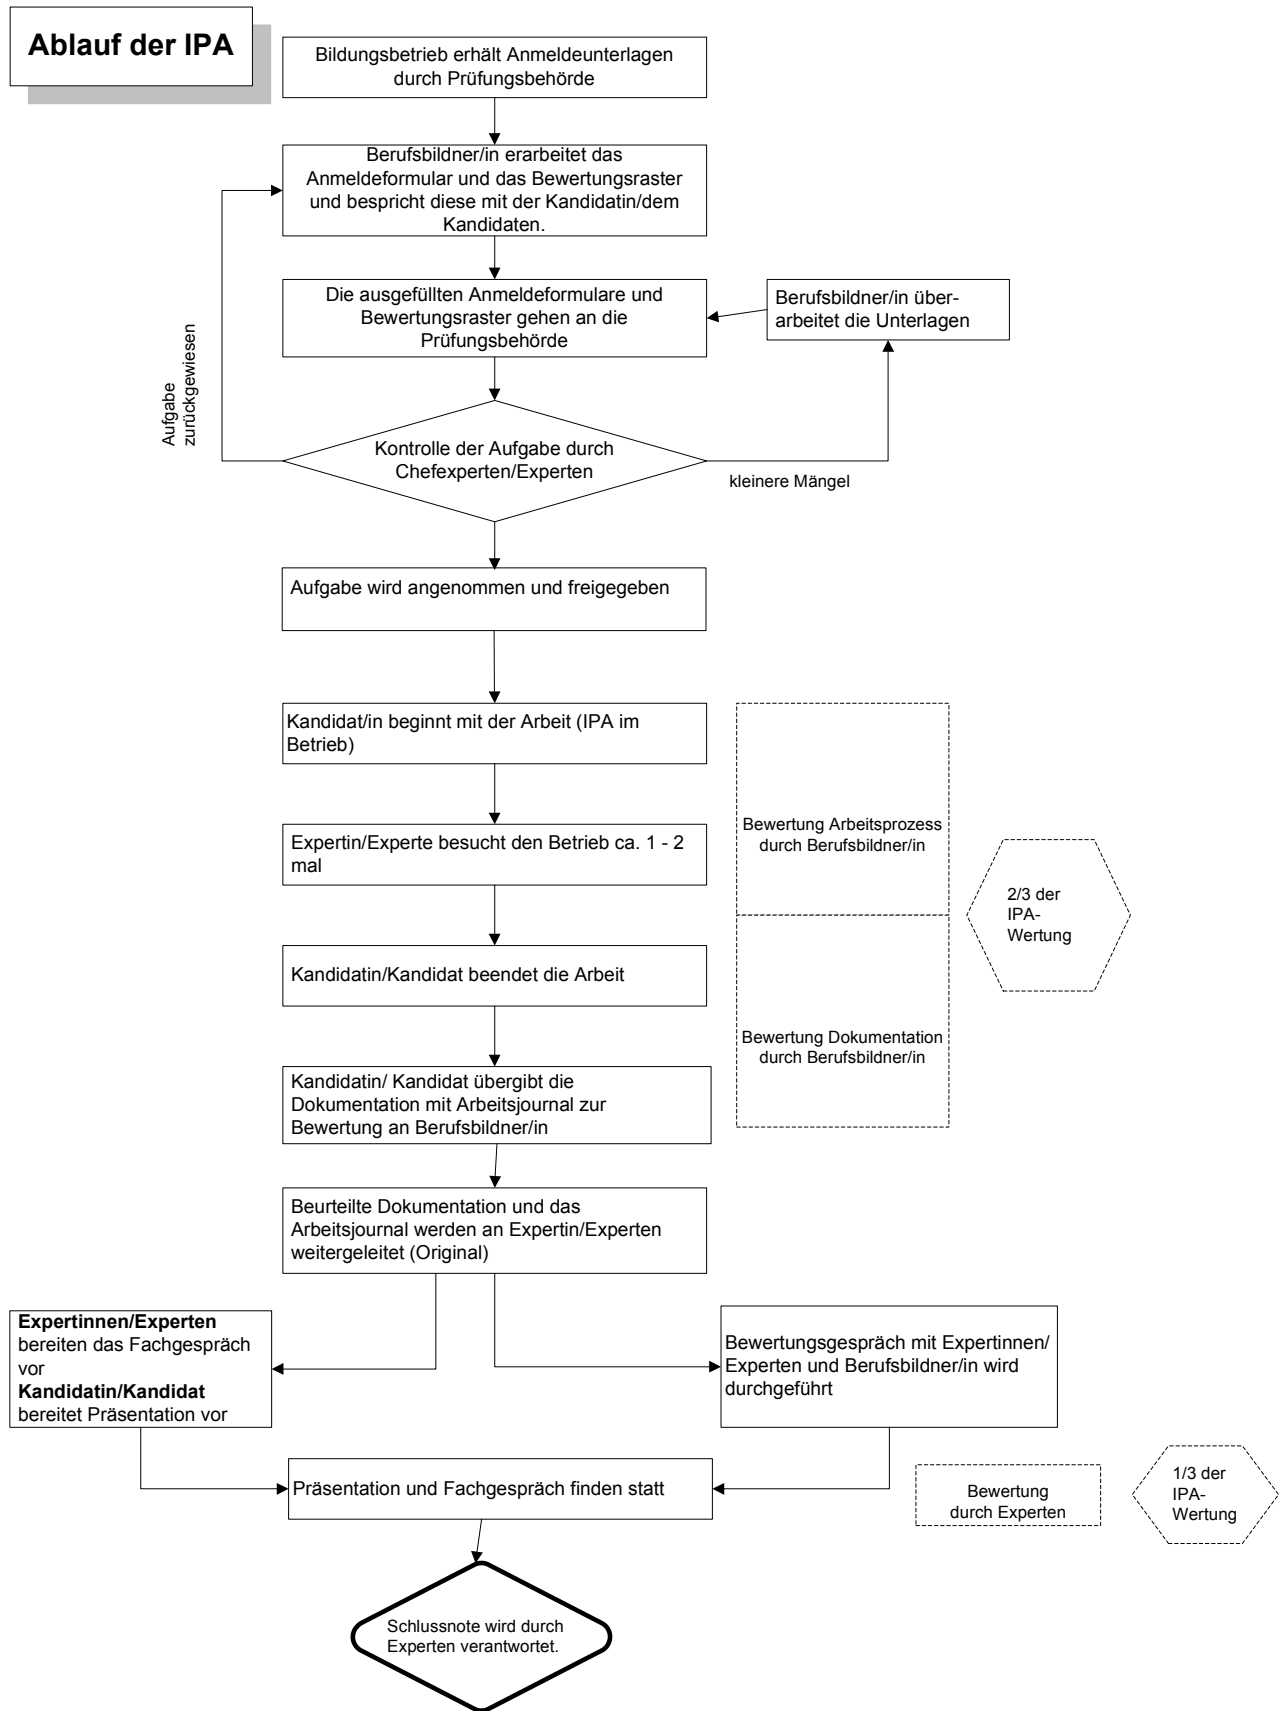 Ablauf der IPA
Bildungsbetrieb erhält Anmeldeunterlagen
durch Prüfungsbehörde
Berufsbildner/in erarbeitet das
Anmeldeformular und das Bewertungsraster
und bespricht diese mit der Kandidatin/dem
Kandidaten.
Die ausgefüllten Anmeldeformulare und
Bewertungsraster gehen an die
Prüfungsbehörde
Berufsbildner/in über-
arbeitet die Unterlagen
Aufgabe
zurückgewiesen
Kontrolle der Aufgabe durch
Chefexperten/Experten
kleinere Mängel
Aufgabe wird angenommen und freigegeben
Kandidat/in beginnt mit der Arbeit (IPA im
Betrieb)
Expertin/Experte besucht den Betrieb ca. 1 - 2
mal
Bewertung Arbeitsprozess
durch Berufsbildner/in
2/3 der
IPA-
Wertung
Kandidatin/Kandidat beendet die Arbeit
Bewertung Dokumentation
durch Berufsbildner/in
Kandidatin/ Kandidat übergibt die
Dokumentation mit Arbeitsjournal zur
Bewertung an Berufsbildner/in
Beurteilte Dokumentation und das
Arbeitsjournal werden an Expertin/Experten
weitergeleitet (Original)
Expertinnen/Experten
bereiten das Fachgespräch
vor
Kandidatin/Kandidat
bereitet Präsentation vor
Bewertungsgespräch mit Expertinnen/
Experten und Berufsbildner/in wird
durchgeführt
Präsentation und Fachgespräch finden statt
Bewertung
durch Experten
1/3 der
IPA-
Wertung
Schlussnote wird durch
Experten verantwortet.